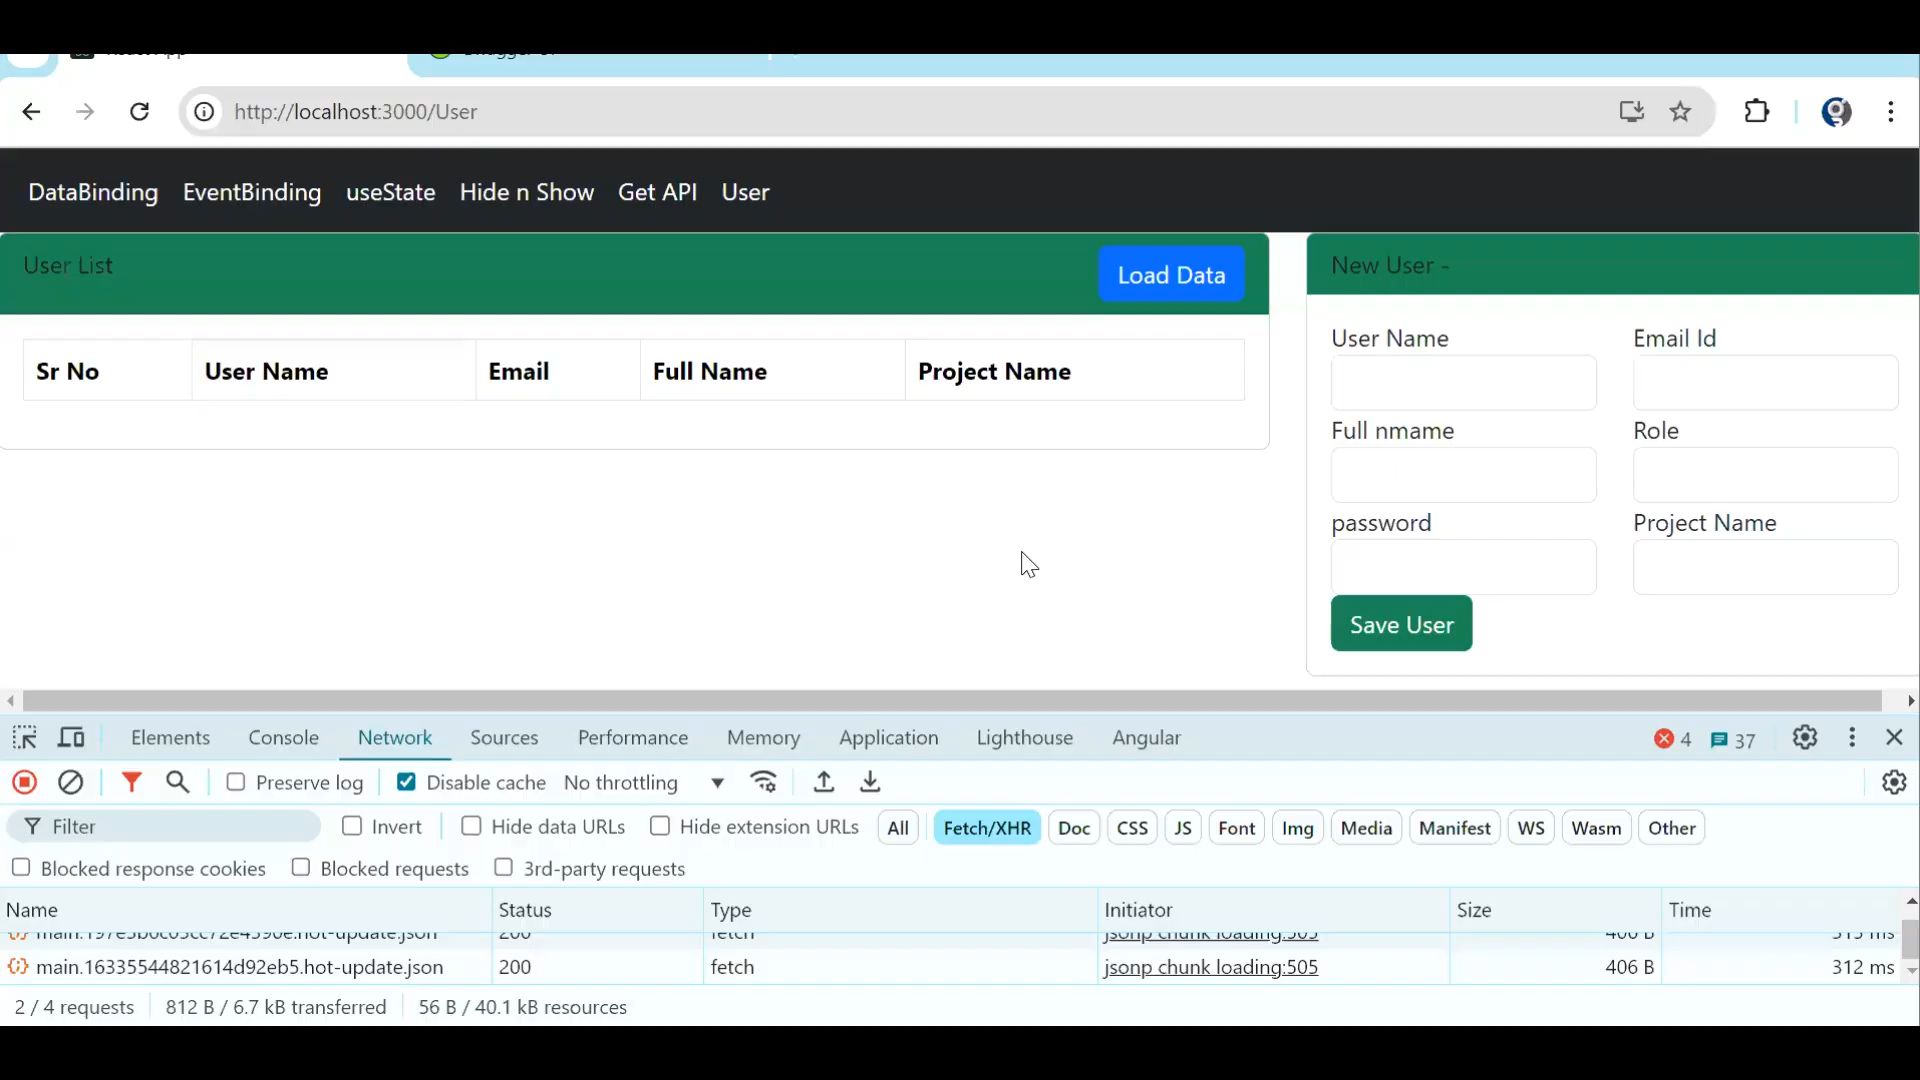 http://localhost:3000/User
DataBinding EventBinding useState Hide n Show Get API User
User List Load Data
Sr No User Name Email Full Name Project Name
New User -
User Name Email Id
Full nmame Role
password Project Name
Save User
Elements Console Network Sources Performance Memory Application Lighthouse Angular 4 37
Preserve log Disable cache No throttling
Filter Invert Hide data URLs Hide extension URLs All Fetch/XHR Doc CSS JS Font Img Media Manifest WS Wasm Other
Blocked response cookies Blocked requests 3rd-party requests
Name Status Type Initiator Size Time
main.16335544821614d92eb5.hot-update.json 200 fetch jsonp chunk loading:505 406 B 312 ms
2 / 4 requests 812 B / 6.7 kB transferred 56 B / 40.1 kB resources